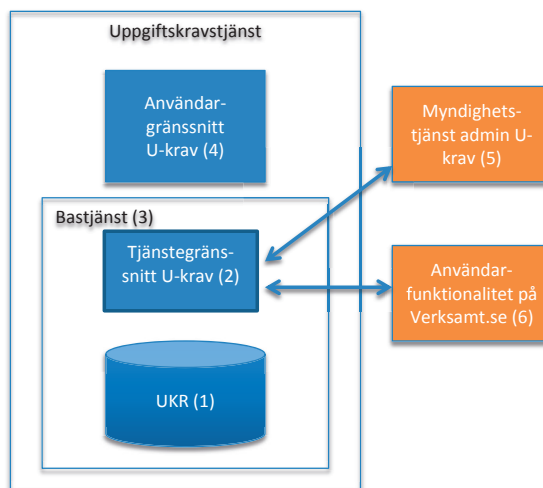 Uppgiftskravstjänst
Användar-
gränssnitt
U-krav (4)
Myndighets-
tjänst admin U-
krav (5)
Bastjänst (3)
Tjänstegräns-
snitt U-krav (2)
Användar-
funktionalitet på
Verksamt.se (6)
UKR (1)